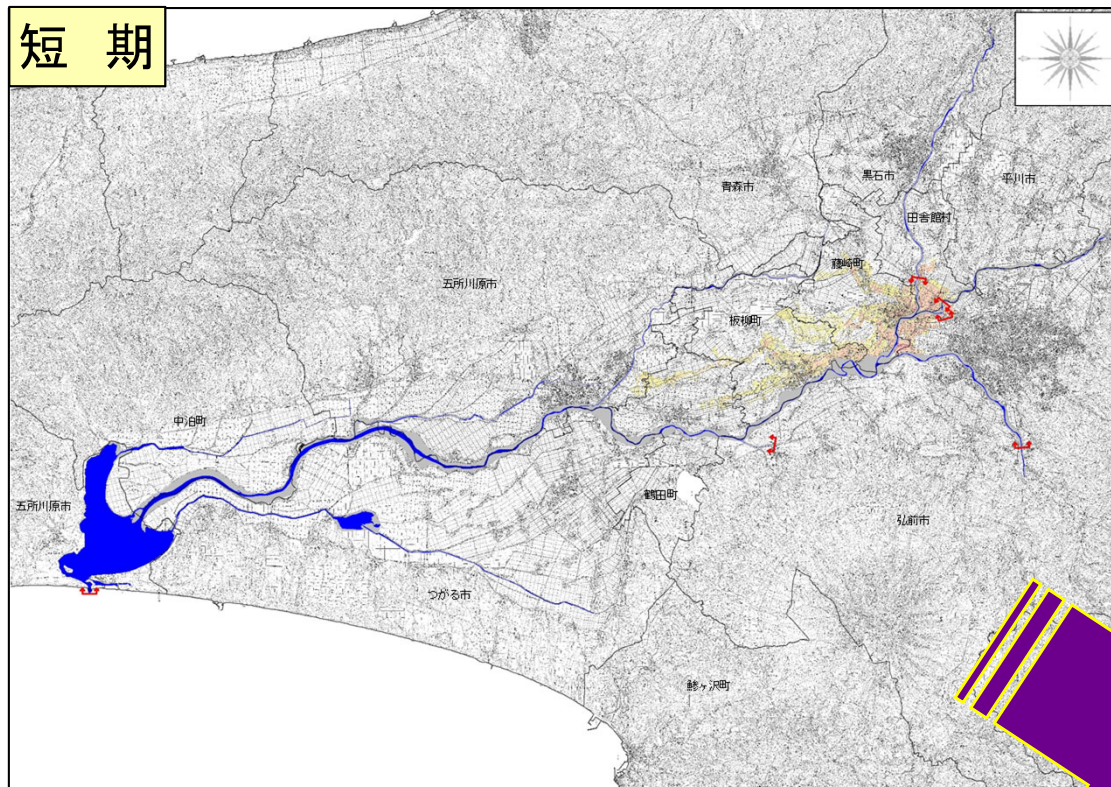 短 期
青森市
黒石市
平川市
田舎館村
藤崎町
五所川原市
板柳町
中泊町
五所川原市
鶴田町
弘前市
つがる市
鯵ヶ沢町